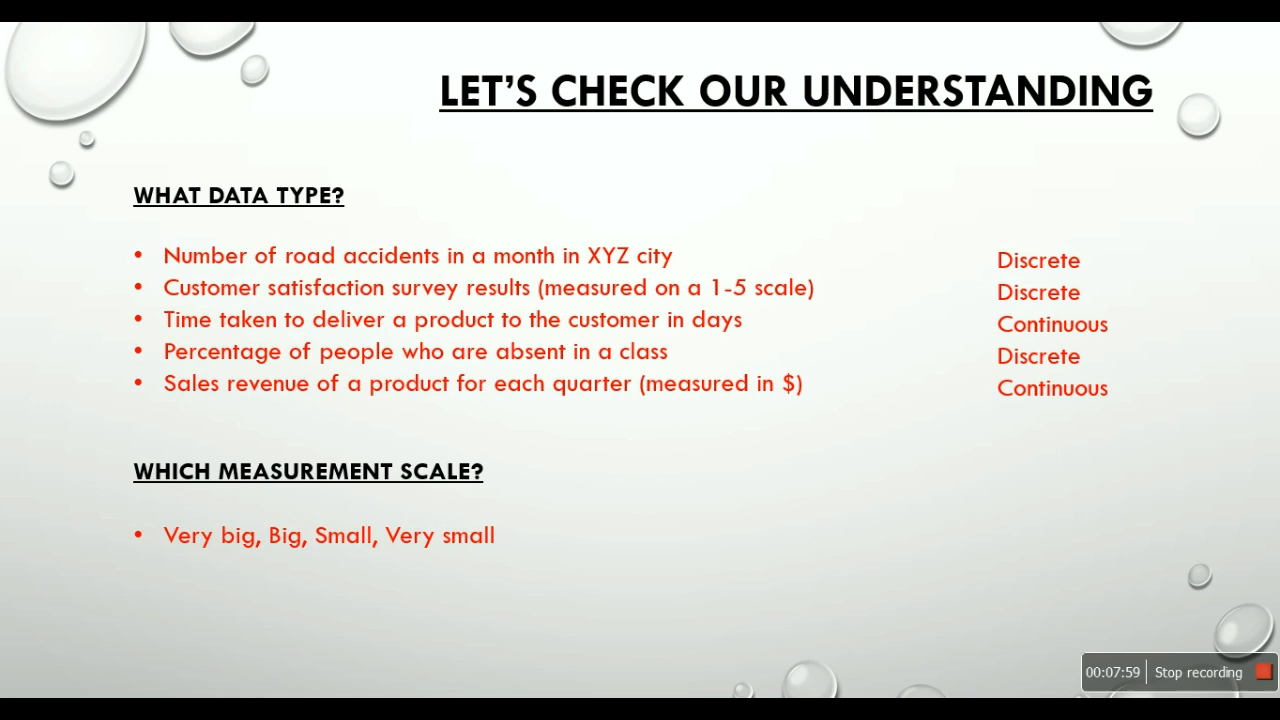 LET'S CHECK OUR UNDERSTANDING
WHAT DATA TYPE?
• Number of road accidents in a month in XYZ city Discrete
• Customer satisfaction survey results (measured on a 1-5 scale) Discrete
• Time taken to deliver a product to the customer in days Continuous
• Percentage of people who are absent in a class Discrete
• Sales revenue of a product for each quarter (measured in $) Continuous
WHICH MEASUREMENT SCALE?
• Very big, Big, Small, Very small
00:07:59 Stop recording